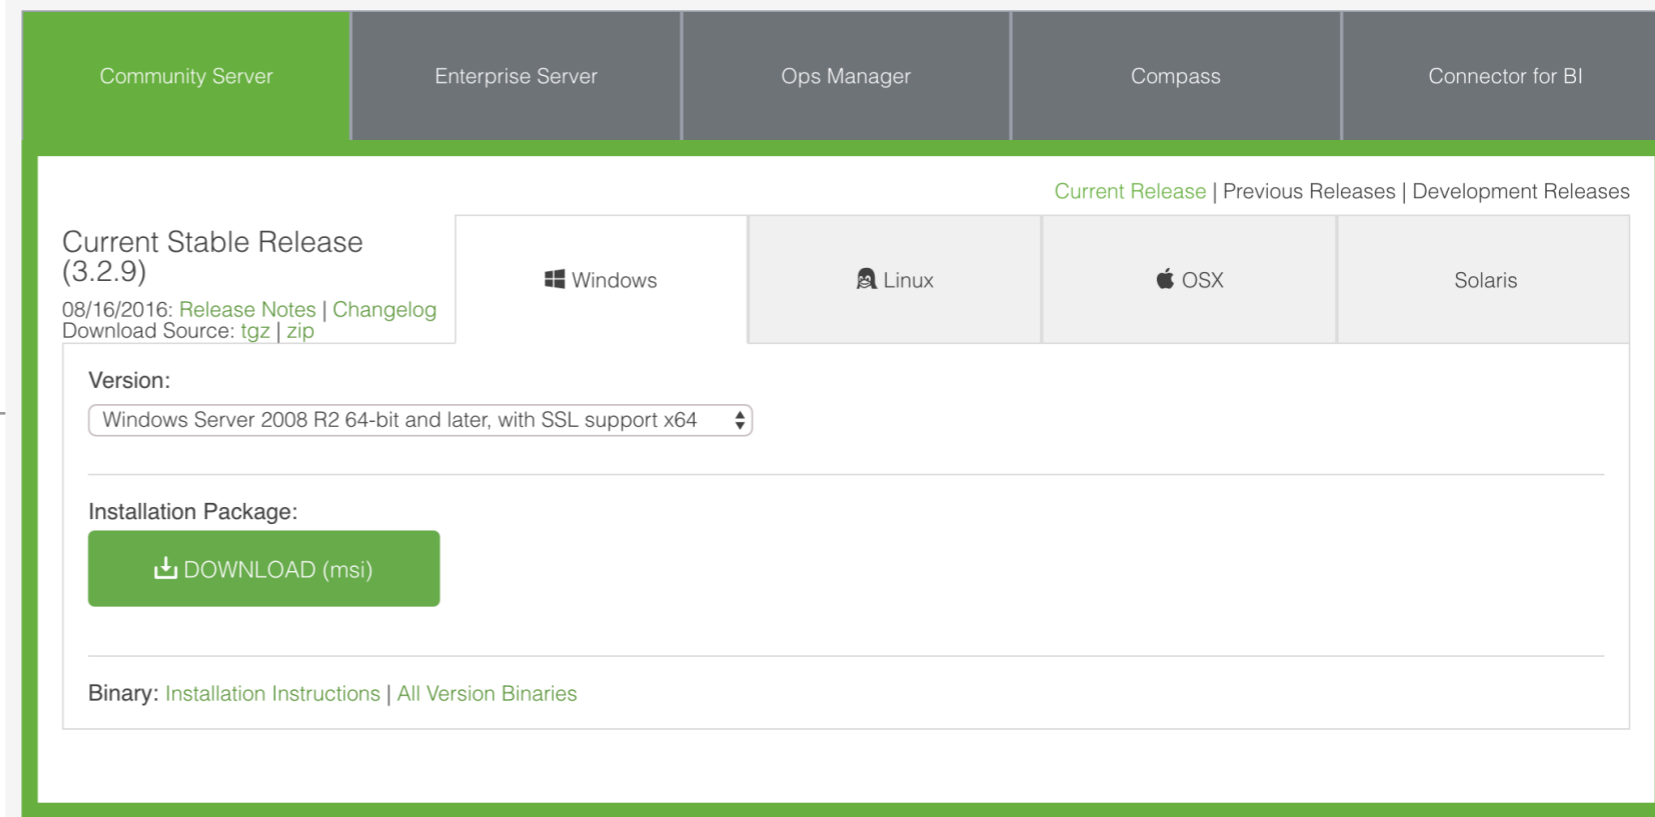 Community Server
Enterprise Server
Ops Manager
Compass
Connector for BI
Current Release | Previous Releases | Development Releases
Current Stable Release
(3.2.9)
08/16/2016: Release Notes | Changelog
Download Source: tgz | zip
Windows
Linux
OSX
Solaris
Version:
Windows Server 2008 R2 64-bit and later, with SSL support x64
Installation Package:
DOWNLOAD (msi)
Binary: Installation Instructions | All Version Binaries